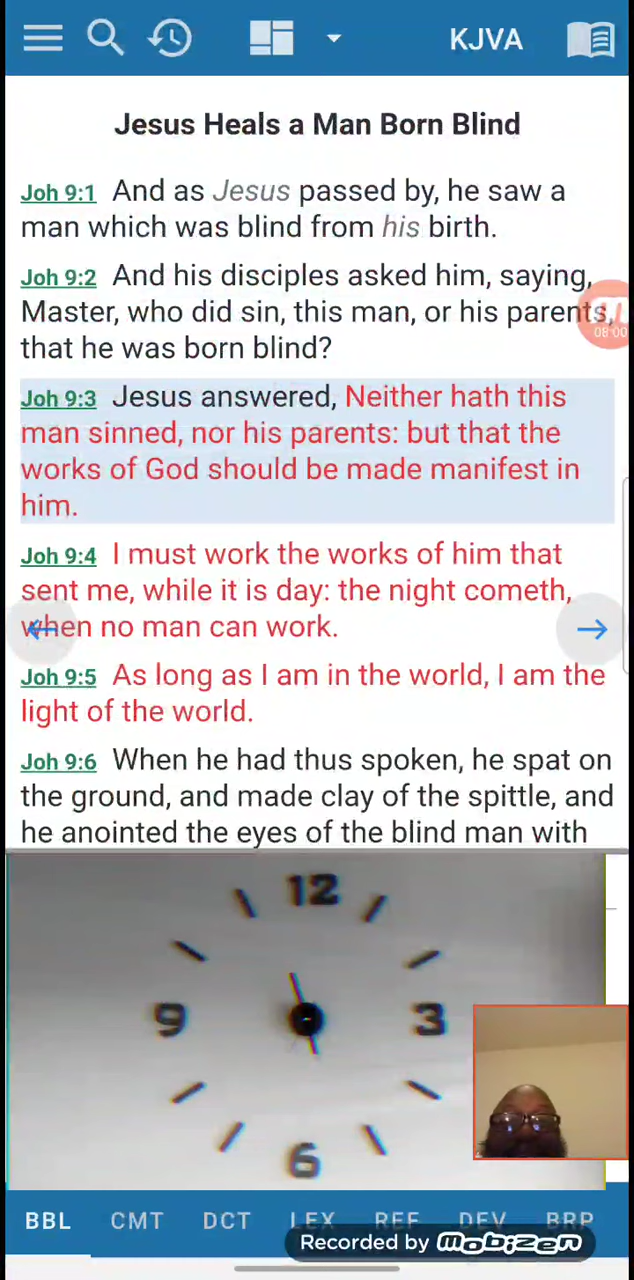 KJVA
Jesus Heals a Man Born Blind
Joh 9:1 And as Jesus passed by, he saw a
man which was blind from his birth.
Joh 9:2 And his disciples asked him, saying,
Master, who did sin, this man, or his parents,
that he was born blind?
08:00
Joh 9:3 Jesus answered, Neither hath this
man sinned, nor his parents: but that the
works of God should be made manifest in
him.
Joh 9:4 I must work the works of him that
sent me, while it is day: the night cometh,
when no man can work.
Joh 9:5 As long as I am in the world, I am the
light of the world.
Joh 9:6 When he had thus spoken, he spat on
the ground, and made clay of the spittle, and
he anointed the eyes of the blind man with
12
9 3
6
BBL CMT DCT LEX REF DEV BRP
Recorded by mobizen